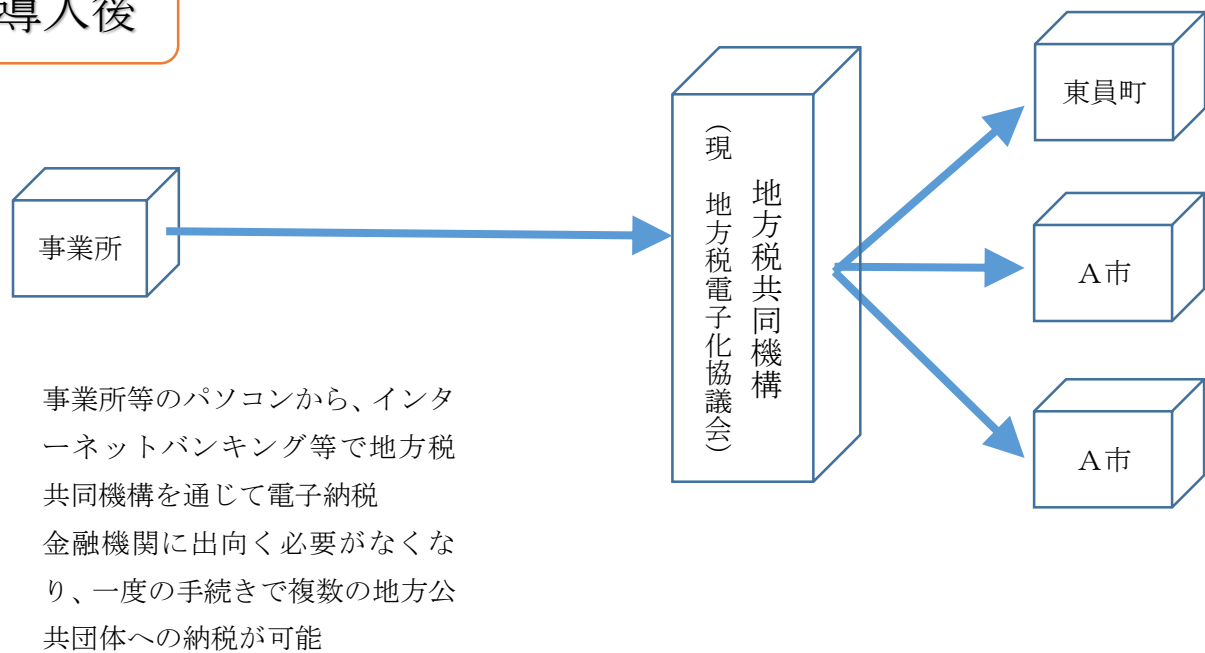 導入後
事業所
(現 地方税電子化協議会)
地方税共同機構
東員町
A市
A市
事業所等のパソコンから、インタ
ーネットバンキング等で地方税
共同機構を通じて電子納税
金融機関に出向く必要がなくな
り、一度の手続きで複数の地方公
共団体への納税が可能